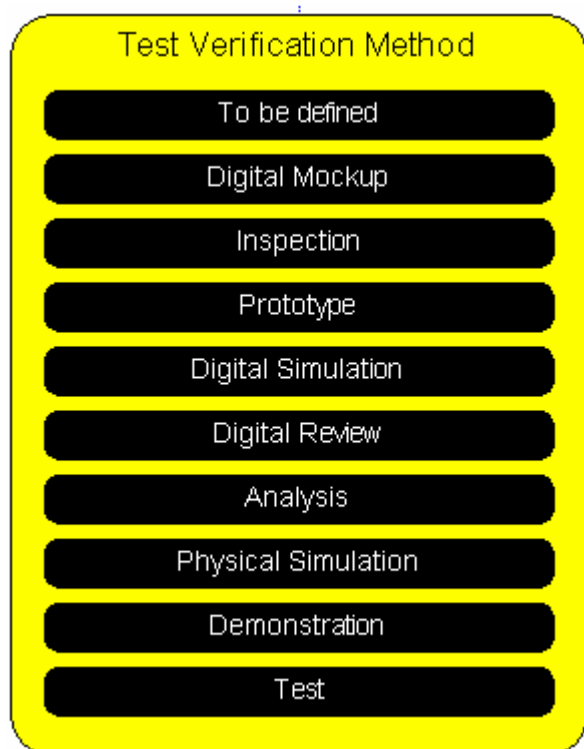 Test Verification Method
To be defined
Digital Mockup
Inspection
Prototype
Digital Simulation
Digital Review
Analysis
Physical Simulation
Demonstration
Test